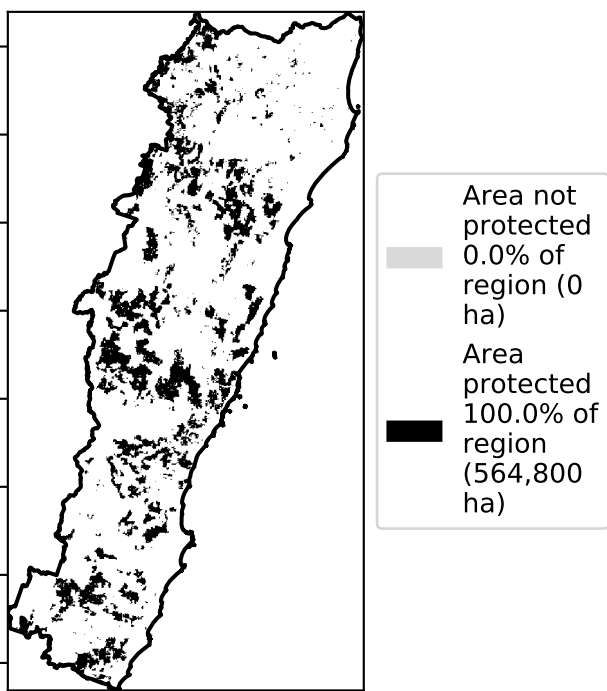 Area not
protected
0.0% of
region (0
ha)
Area
protected
100.0% of
region
(564,800
ha)